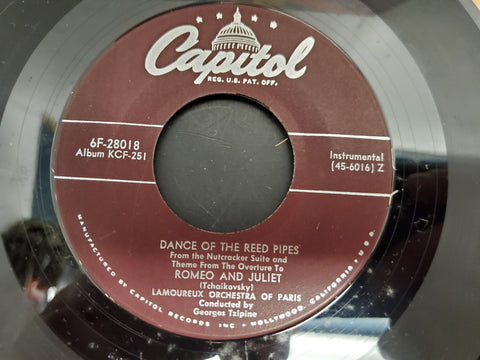 Capitol
REG. U.S. PAT. OFF.
6F-28018
Album KCF-251
Instrumental
(45-6016) Z
DANCE OF THE REED PIPES
From the Nutcracker Suite and
Theme From The Overture To
ROMEO AND JULIET
(Tchaikovsky)
LAMOUREUX ORCHESTRA OF PARIS
Conducted by
Georges Tzipine
MANUFACTURED BY CAPITOL RECORDS INC • HOLLYWOOD, CALIFORNIA, U.S.A.